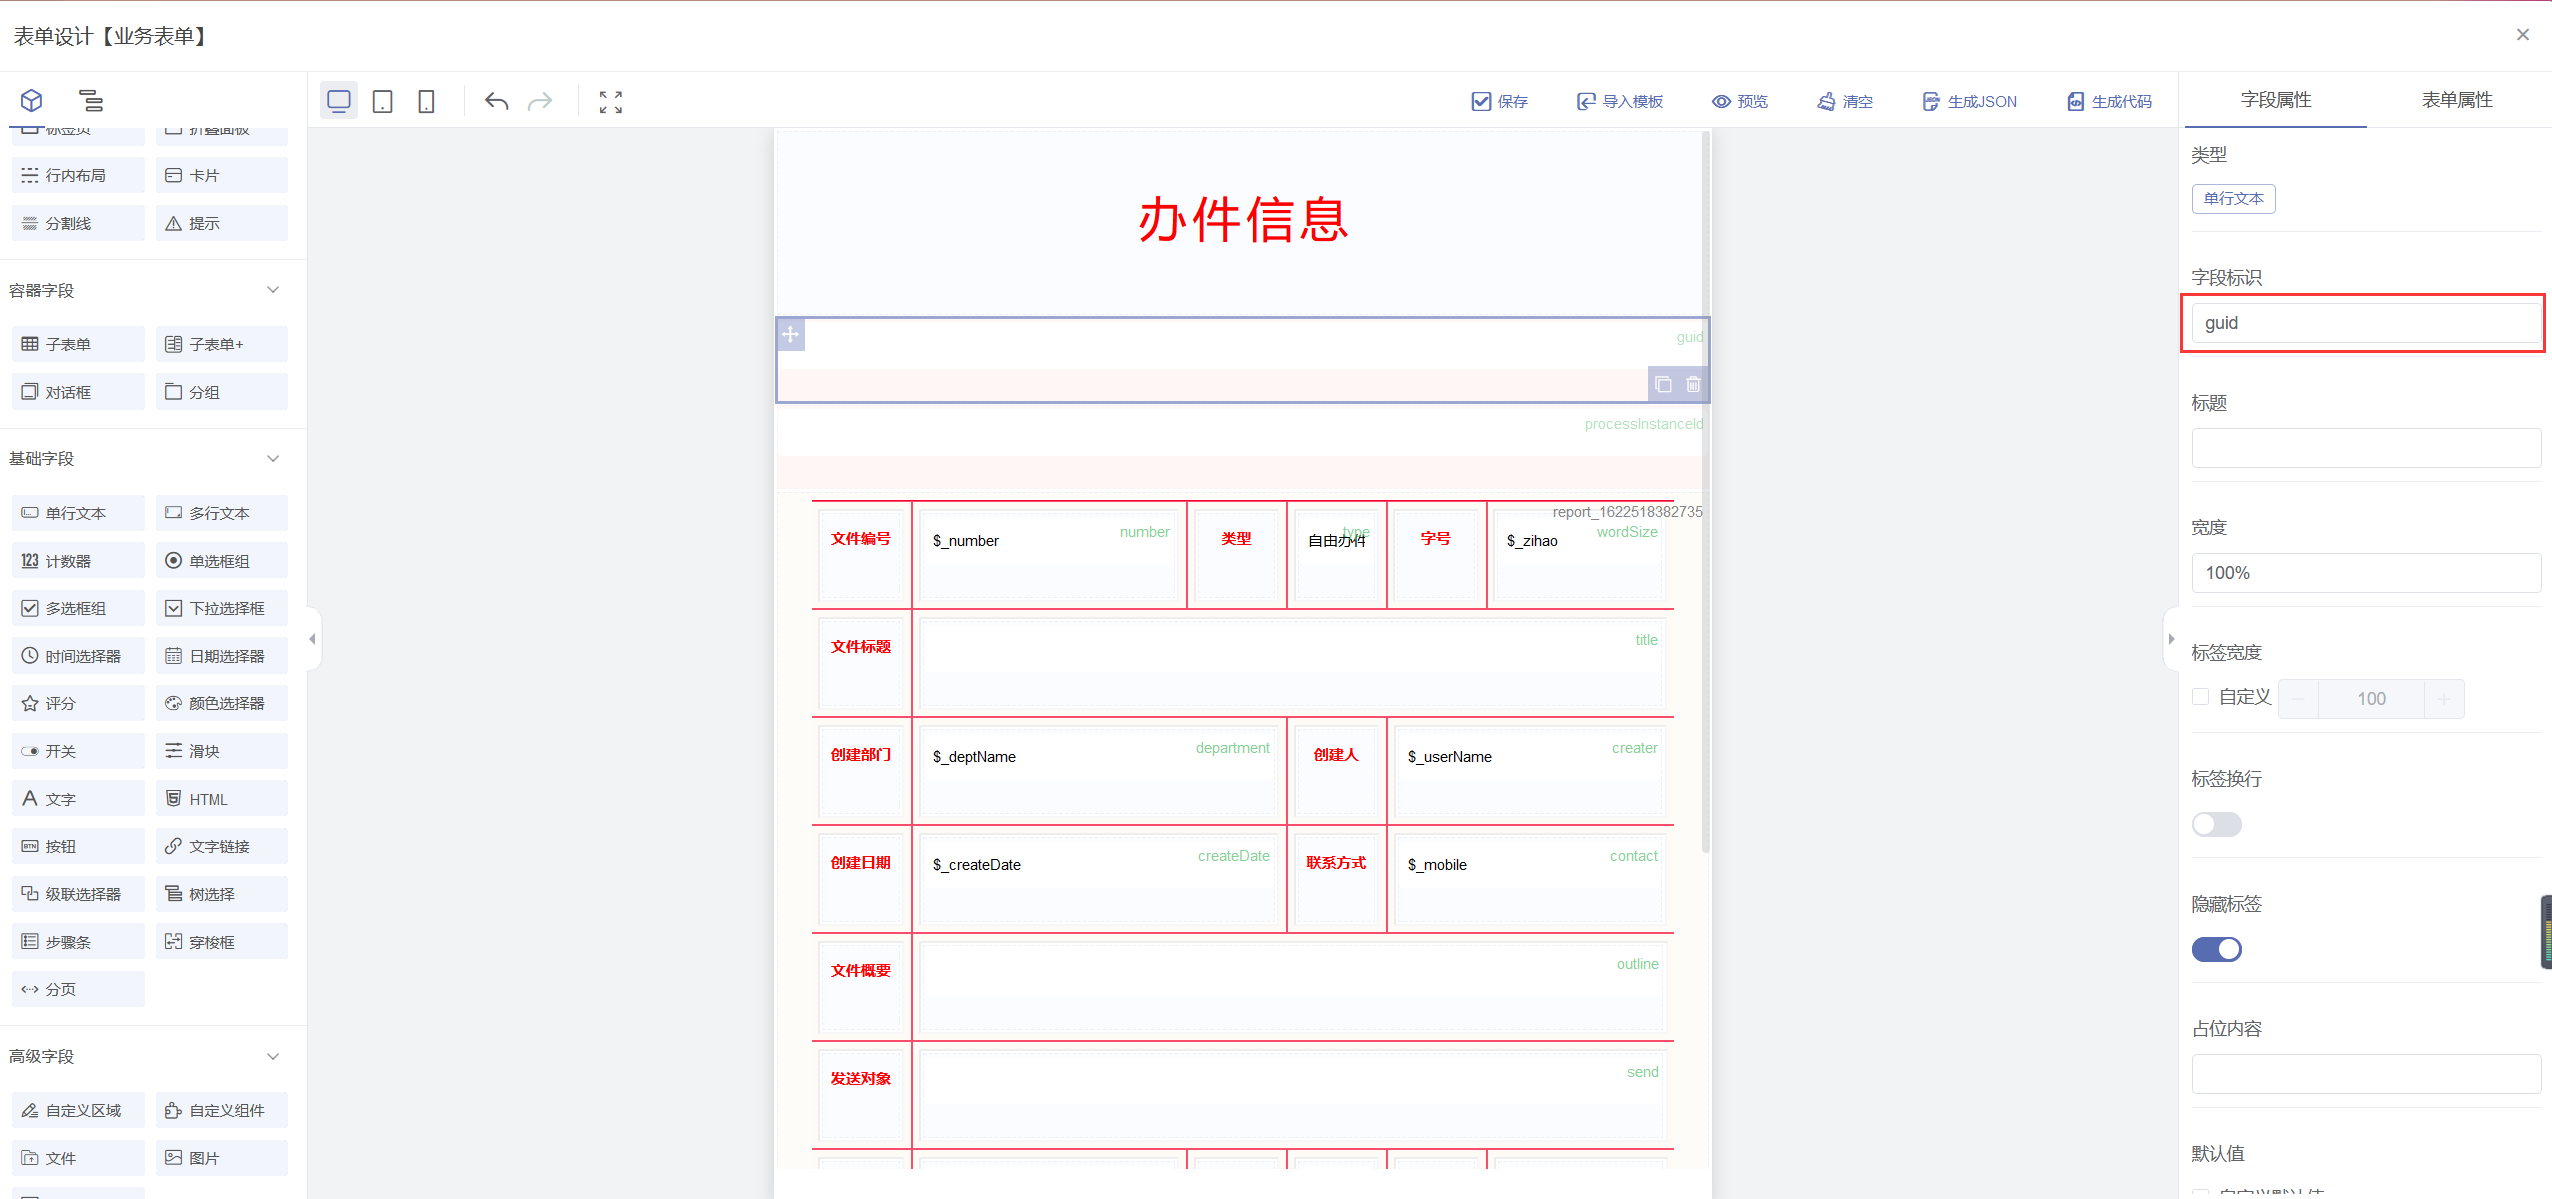 表单设计【业务表单】
保存
导入模板
预览
清空
生成JSON
生成代码
字段属性
表单属性
标签页
折叠面板
行内布局
卡片
分割线
提示
容器字段
子表单
子表单+
对话框
分组
基础字段
单行文本
多行文本
计数器
单选框组
多选框组
下拉选择框
时间选择器
日期选择器
评分
颜色选择器
开关
滑块
文字
HTML
按钮
文字链接
级联选择器
树选择
步骤条
穿梭框
分页
高级字段
自定义区域
自定义组件
文件
图片
办件信息
guid
processInstanceId
report_1622518382735
文件编号
$_number
number
类型
自由办件
type
字号
$_zihao
wordSize
文件标题
title
创建部门
$_deptName
department
创建人
$_userName
creater
创建日期
$_createDate
createDate
联系方式
$_mobile
contact
文件概要
outline
发送对象
send
类型
单行文本
字段标识
guid
标题
宽度
100%
标签宽度
自定义
100
标签换行
隐藏标签
占位内容
默认值
自定义默认值